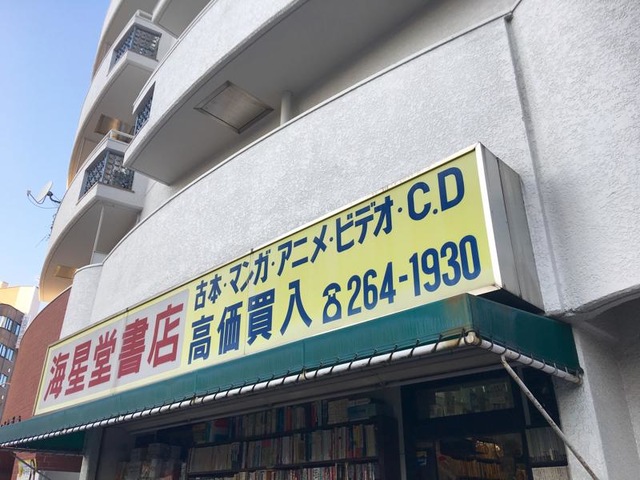 海星堂書店
古本・マンガ・アニメ・ビデオ・C.D
高価買入 ☎264-1930